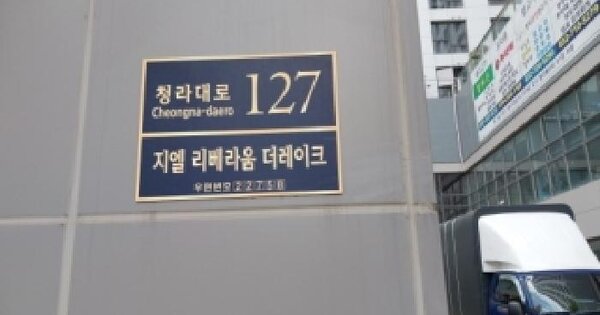 청라대로 127
Cheongna-daero
지엘 리베라움 더레이크
우편번호 22758